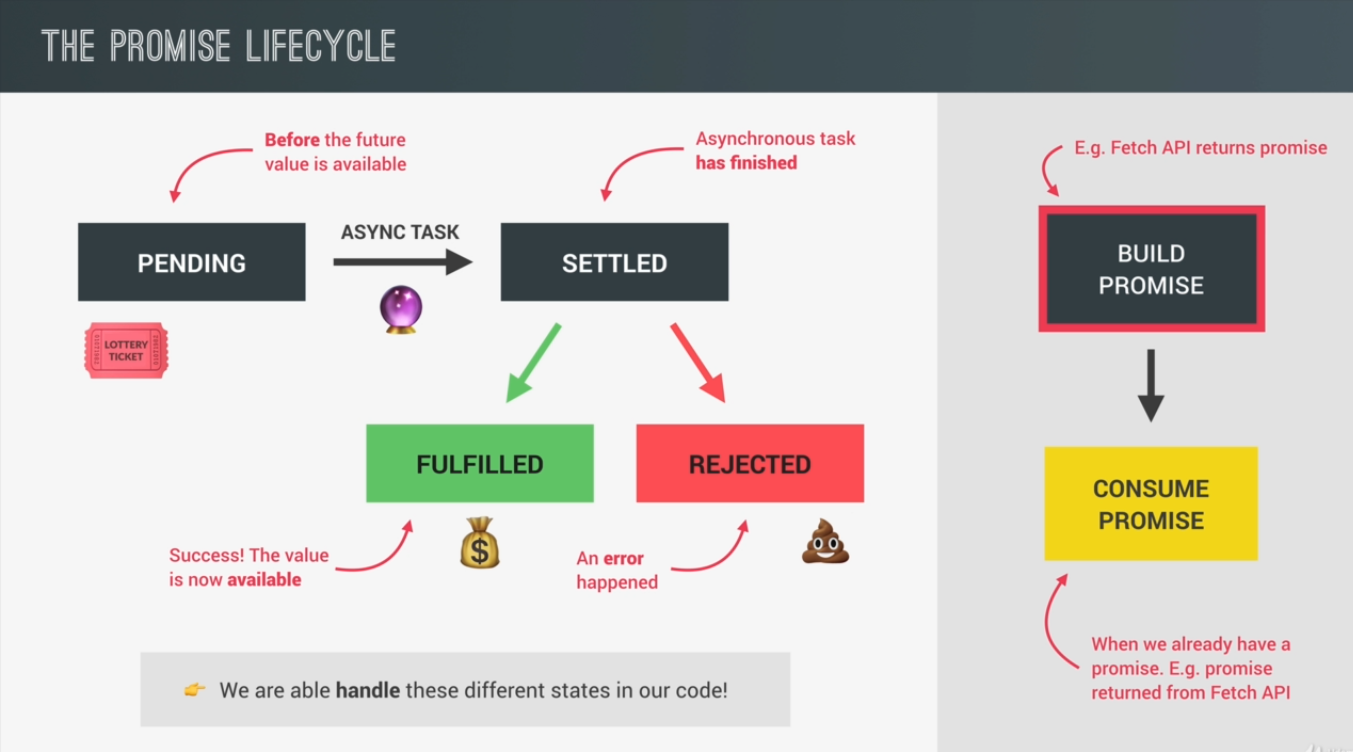 THE PROMISE LIFECYCLE
Before the future
value is available
Asynchronous task
has finished
E.g. Fetch API returns promise
PENDING
ASYNC TASK
SETTLED
BUILD
PROMISE
LOTTERY
TICKET
FULFILLED
REJECTED
CONSUME
PROMISE
$
Success! The value
is now available
An error
happened
When we already have a
promise. E.g. promise
returned from Fetch API
We are able handle these different states in our code!